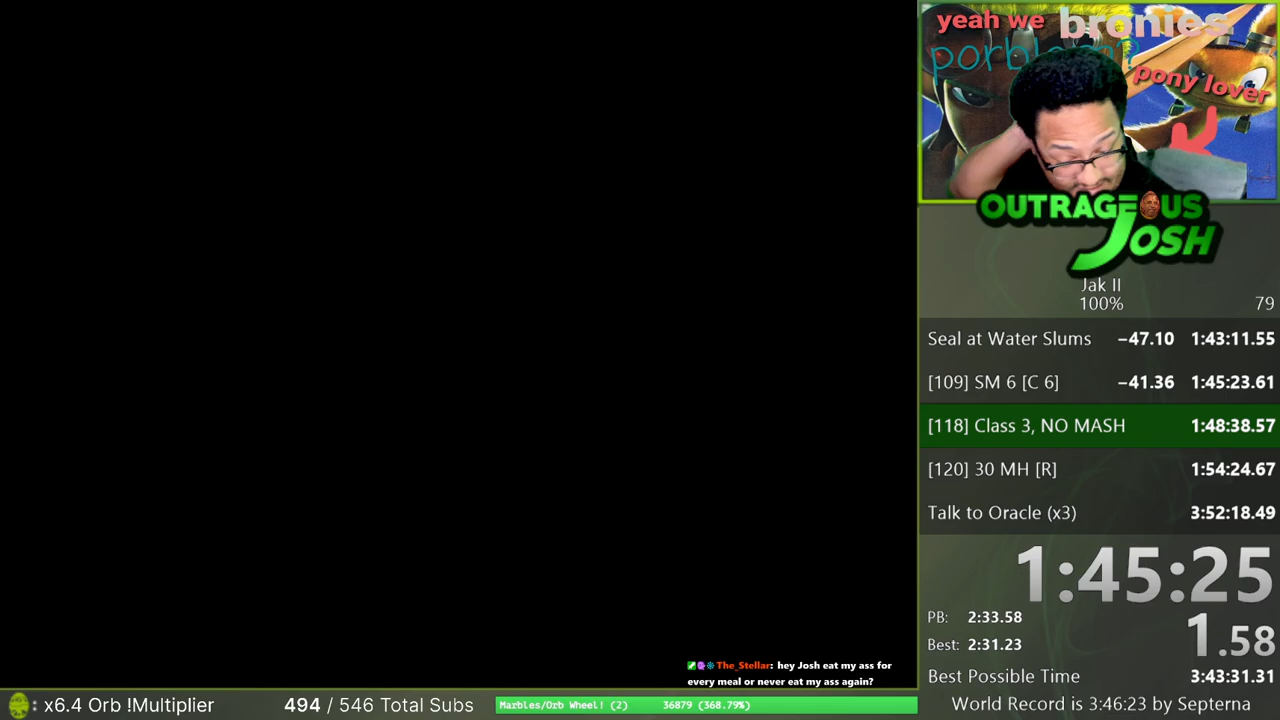 yeah we bronies
porblem?
pony lover
OUTRAGEOUS
JOSH
Jak II
100% 79
Seal at Water Slums -47.10 1:43:11.55
[109] SM 6 [C 6] -41.36 1:45:23.61
[118] Class 3, NO MASH 1:48:38.57
[120] 30 MH [R] 1:54:24.67
Talk to Oracle (x3) 3:52:18.49
1:45:25
PB: 2:33.58
1.58
Best: 2:31.23
Best Possible Time 3:43:31.31
World Record is 3:46:23 by Septerna
The_Stellar: hey Josh eat my ass for
every meal or never eat my ass again?
: x6.4 Orb !Multiplier 494 / 546 Total Subs Marbles/Orb Wheel! (2) 36879 (368.79%)